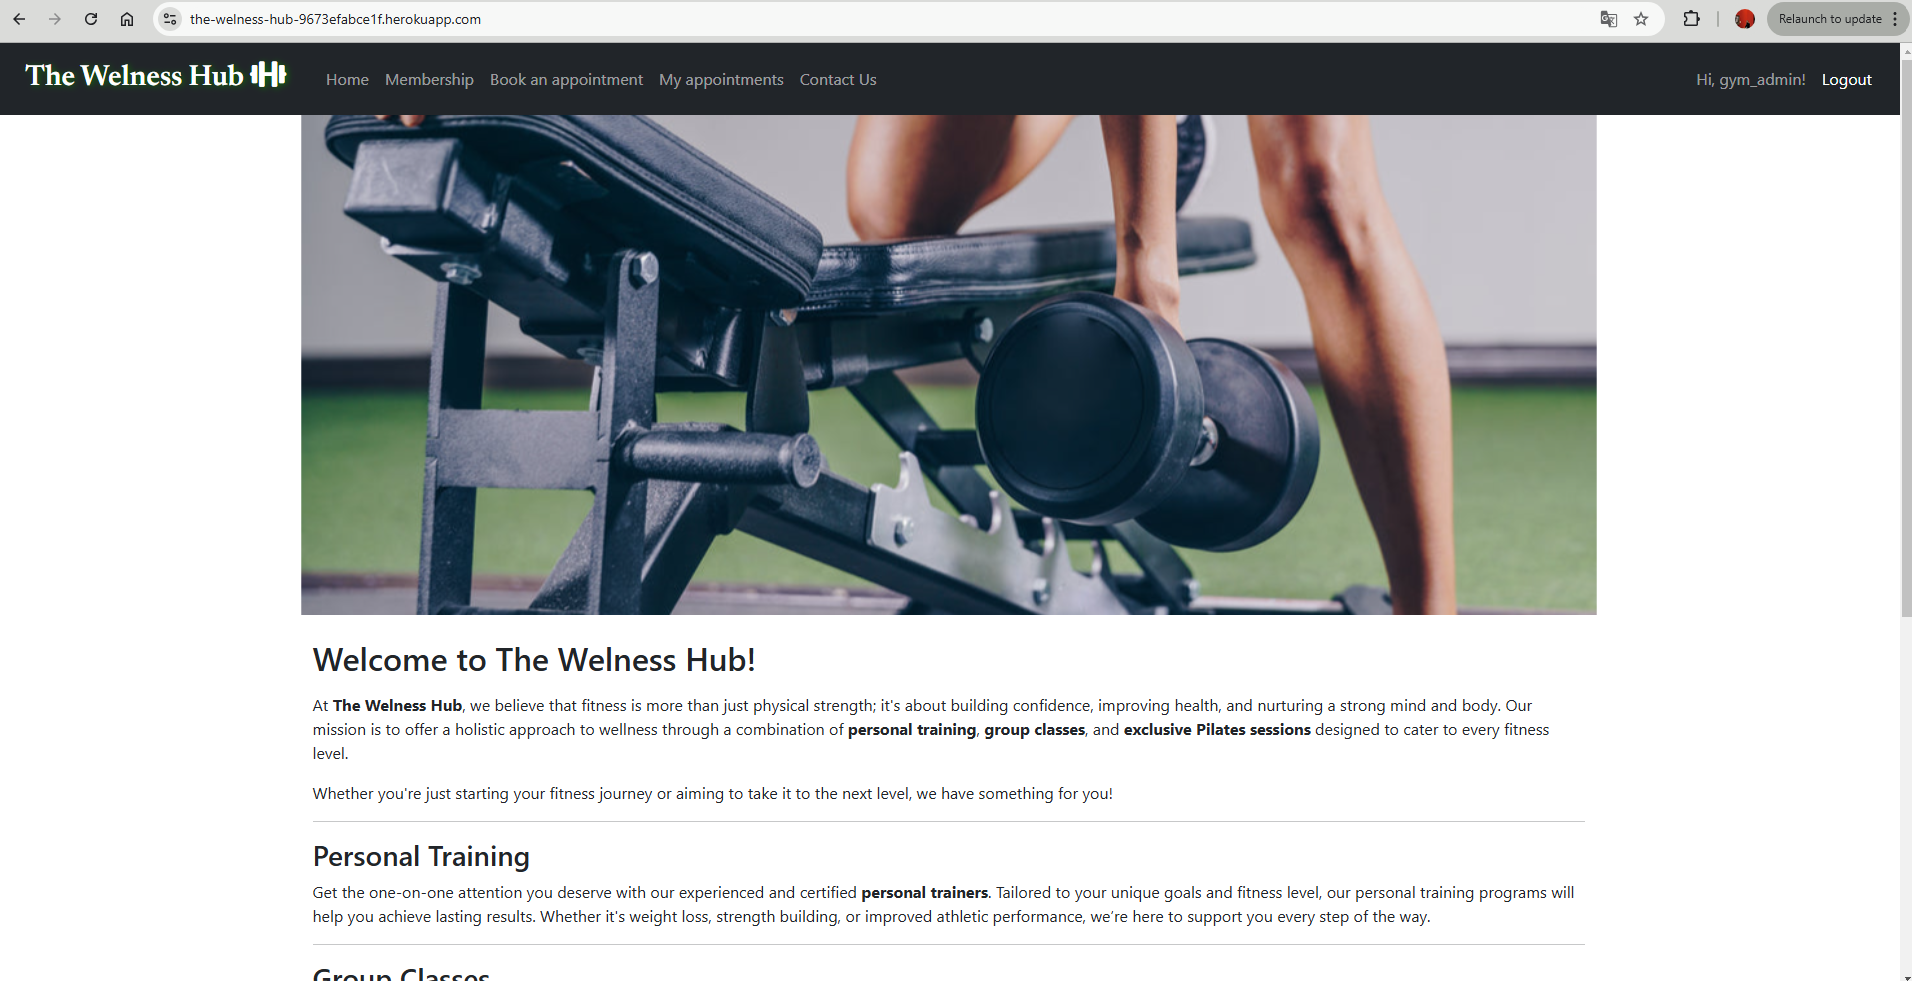 the-welness-hub-9673efabce1f.herokuapp.com
Relaunch to update
The Welness Hub
Home Membership Book an appointment My appointments Contact Us
Hi, gym_admin! Logout
Welcome to The Welness Hub!
At The Welness Hub, we believe that fitness is more than just physical strength; it's about building confidence, improving health, and nurturing a strong mind and body. Our
mission is to offer a holistic approach to wellness through a combination of personal training, group classes, and exclusive Pilates sessions designed to cater to every fitness
level.
Whether you're just starting your fitness journey or aiming to take it to the next level, we have something for you!
Personal Training
Get the one-on-one attention you deserve with our experienced and certified personal trainers. Tailored to your unique goals and fitness level, our personal training programs will
help you achieve lasting results. Whether it's weight loss, strength building, or improved athletic performance, we’re here to support you every step of the way.
Group Classes